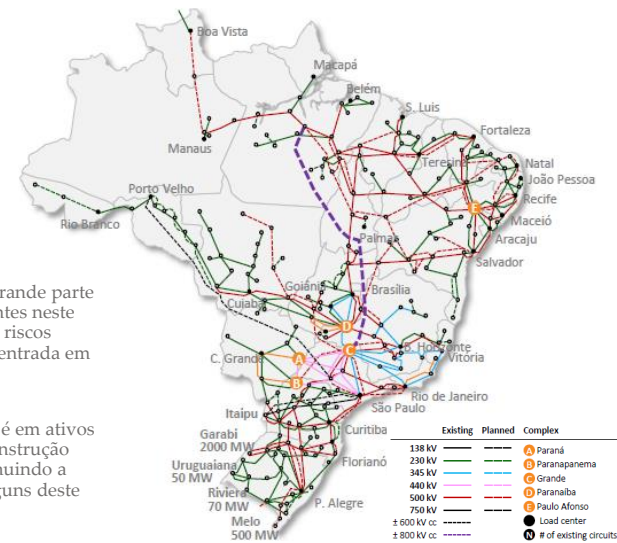 Boa Vista
Macapá
Belém
S. Luis
Fortaleza
Manaus
Teresina
Natal
João Pessoa
Recife
Maceió
Aracaju
Salvador
Porto Velho
Rio Branco
Palmas
E
rande parte
ntes neste
riscos
entrada em
Goiânia
Brasília
Cuiabá
D
C
B. Horizonte
Vitória
C. Grande
A
B
Rio de Janeiro
São Paulo
Itaipu
Curitiba
é em ativos
nstrução
nuindo a
guns deste
Garabi
2000 MW
Florianó
Uruguaiana
50 MW
Riviera
70 MW
P. Alegre
Melo
500 MW
Existing Planned Complex
138 kV A Paraná
230 kV B Paranapanema
345 kV C Grande
440 kV D Paranaíba
500 kV E Paulo Afonso
750 kV Load center
± 600 kV cc N # of existing circuits
± 800 kV cc